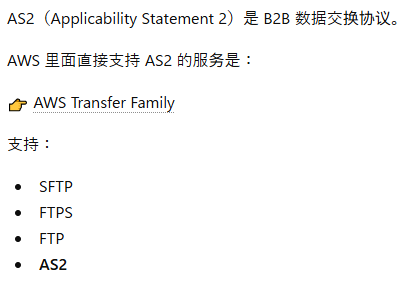 AS2（Applicability Statement 2）是 B2B 数据交换协议。
AWS 里面直接支持 AS2 的服务是：
👉 AWS Transfer Family
支持：
• SFTP
• FTPS
• FTP
• AS2